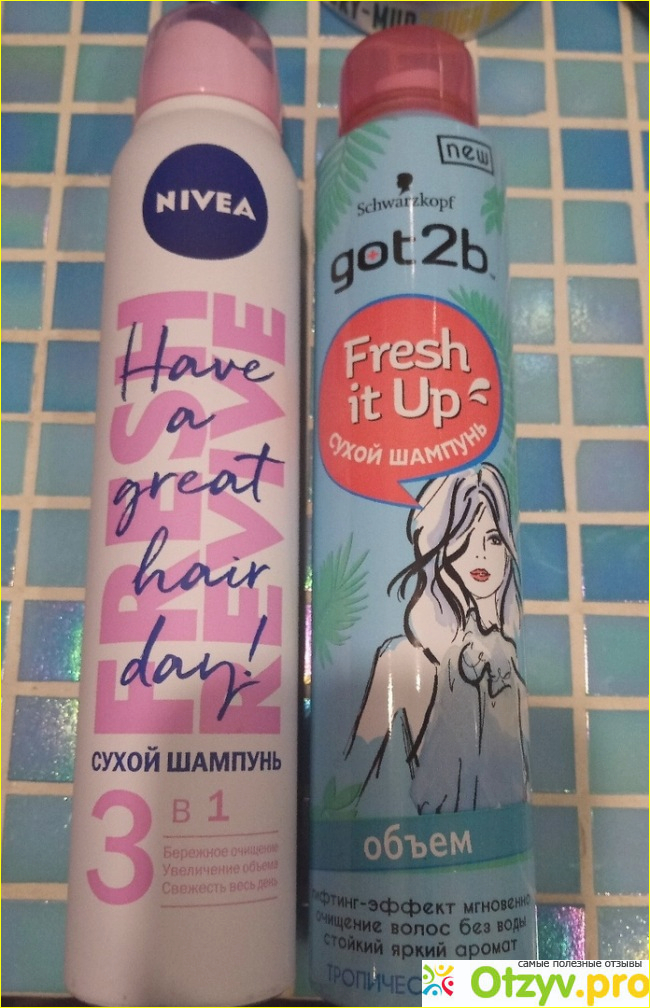 NIVEA
FRESH
REVIVE
Have
a
great
hair
day!
СУХОЙ ШАМПУНЬ
3 В 1
Бережное очищение
Увеличение объема
Свежесть весь день
new
Schwarzkopf
got2b
Fresh
it Up
СУХОЙ ШАМПУНЬ
объем
лифтинг-эффект мгновенно
очищение волос без воды
стойкий яркий аромат
самые полезные отзывы
Otzyv.pro